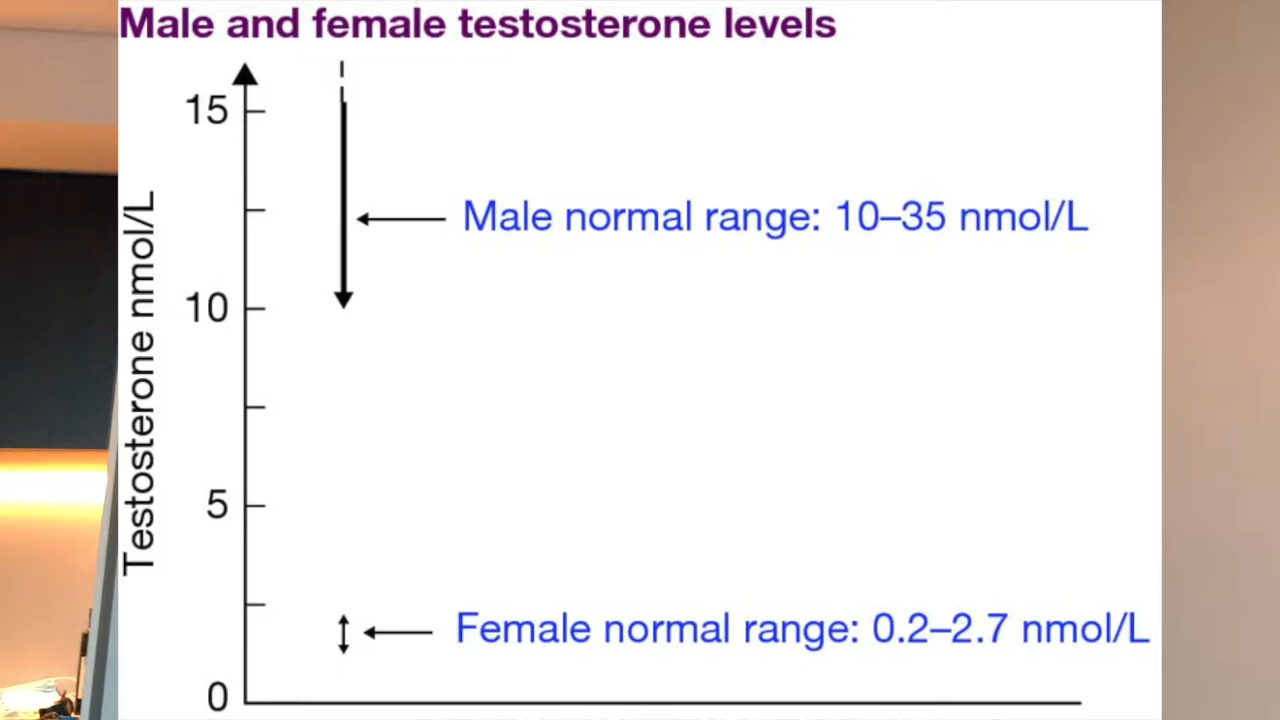 Male and female testosterone levels
15
Male normal range: 10–35 nmol/L
10
Testosterone nmol/L
5
Female normal range: 0.2–2.7 nmol/L
0